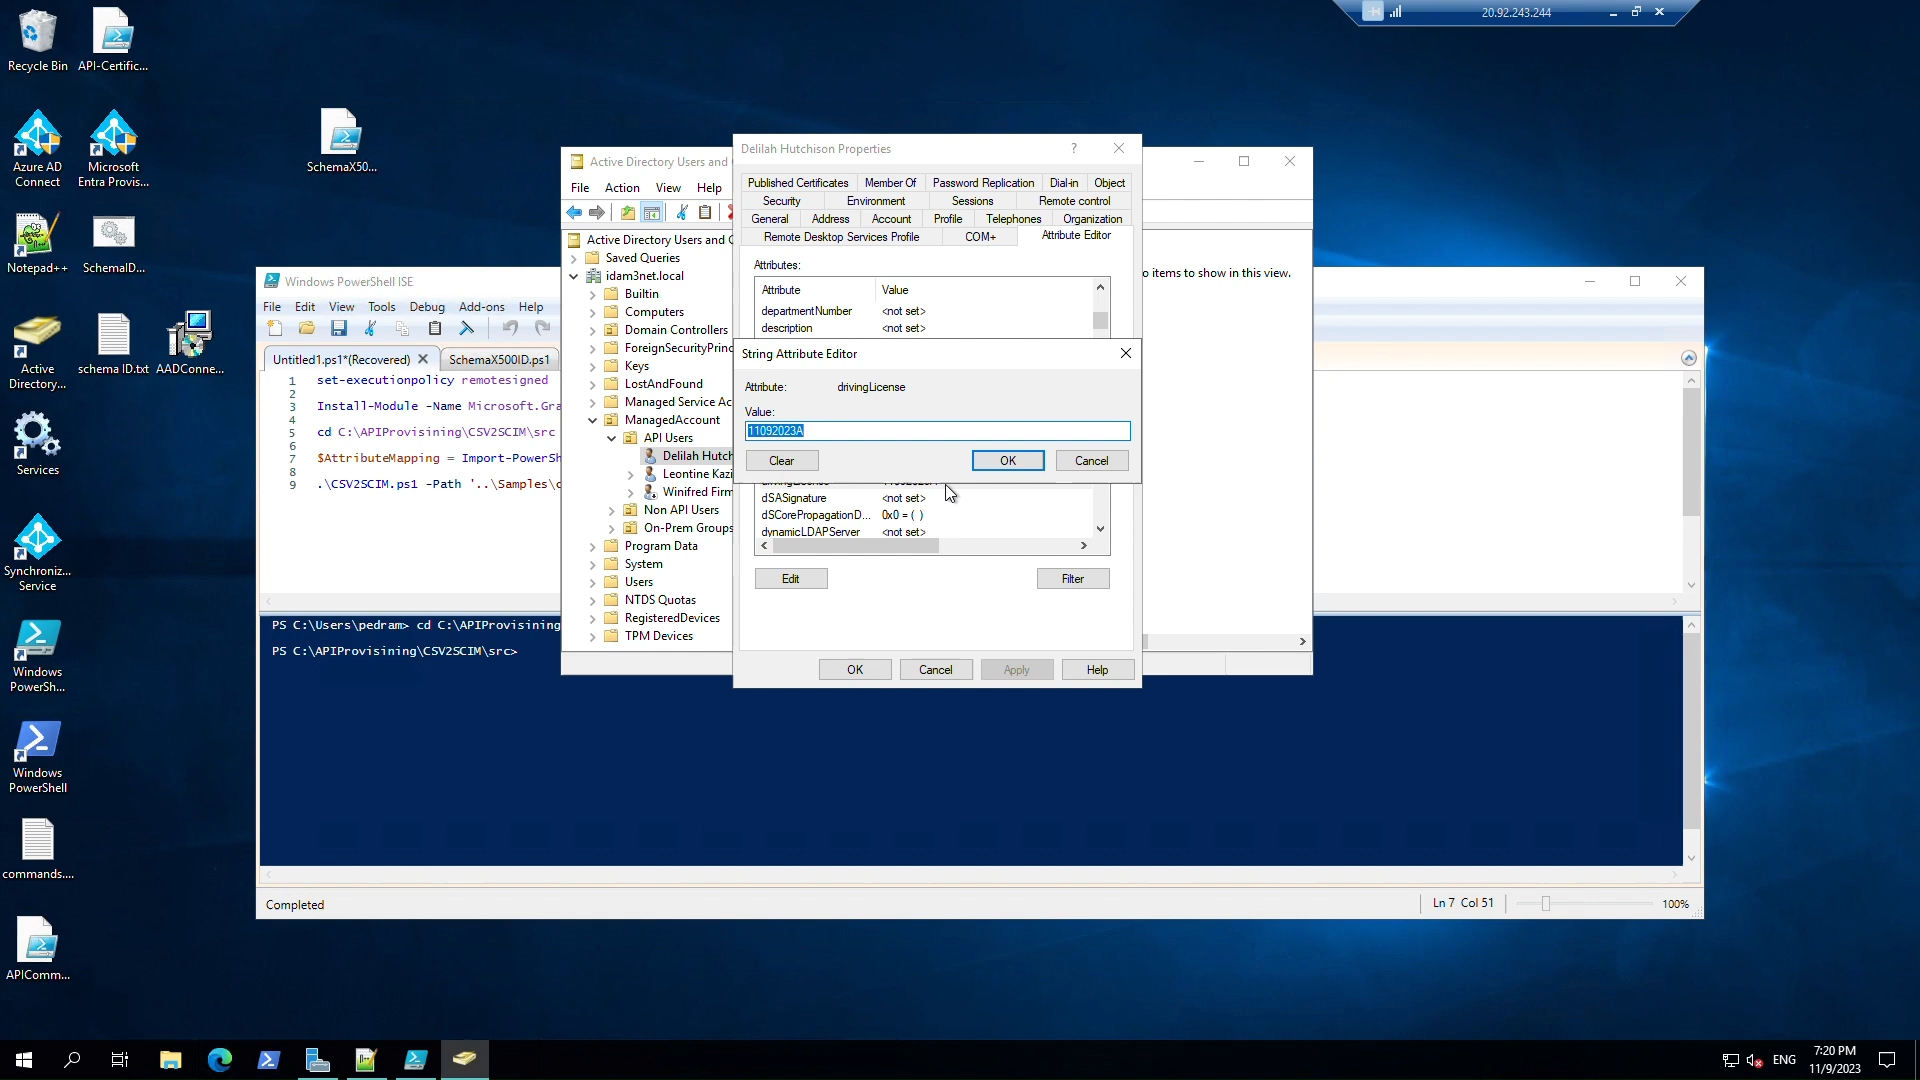 20.92.243.244
Recycle Bin
API-Certific...
Azure AD
Connect
Microsoft
Entra Provis...
SchemaX50...
Notepad++
SchemaID...
Active
Directory...
schema ID.txt
AADConne...
Services
Synchroniz...
Service
Windows
PowerSh...
Windows
PowerShell
commands....
APIComm...
Windows PowerShell ISE
File Edit View Tools Debug Add-ons Help
Untitled1.ps1*(Recovered)
SchemaX500ID.ps1
1 set-executionpolicy remotesigned
2
3 Install-Module -Name Microsoft.Gra
4
5 cd C:\APIProvisining\CSV2SCIM\src
6
7 $AttributeMapping = Import-PowerSh
8
9 .\CSV2SCIM.ps1 -Path '..\Samples\c
PS C:\Users\pedram> cd C:\APIProvisining
PS C:\APIProvisining\CSV2SCIM\src>
Completed
Ln 7 Col 51
100%
Active Directory Users and
File Action View Help
Active Directory Users and C
Saved Queries
idam3net.local
Builtin
Computers
Domain Controllers
ForeignSecurityPrinc
Keys
LostAndFound
Managed Service Ac
ManagedAccount
API Users
Delilah Hutch
Leontine Kazi
Winifred Firm
Non API Users
On-Prem Groups
Program Data
System
Users
NTDS Quotas
RegisteredDevices
TPM Devices
o items to show in this view.
Delilah Hutchison Properties
?
Published Certificates Member Of Password Replication Dial-in Object
Security Environment Sessions Remote control
General Address Account Profile Telephones Organization
Remote Desktop Services Profile COM+ Attribute Editor
Attributes:
Attribute Value
departmentNumber <not set>
description <not set>
String Attribute Editor
Attribute: drivingLicense
Value:
11092023A
Clear OK Cancel
dSASignature <not set>
dSCorePropagationD... 0x0 = ( )
dynamicLDAPServer <not set>
Edit Filter
OK Cancel Apply Help
ENG
7:20 PM
11/9/2023